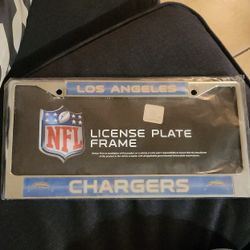 LOS ANGELES
NFL
LICENSE PLATE
FRAME
CHARGERS